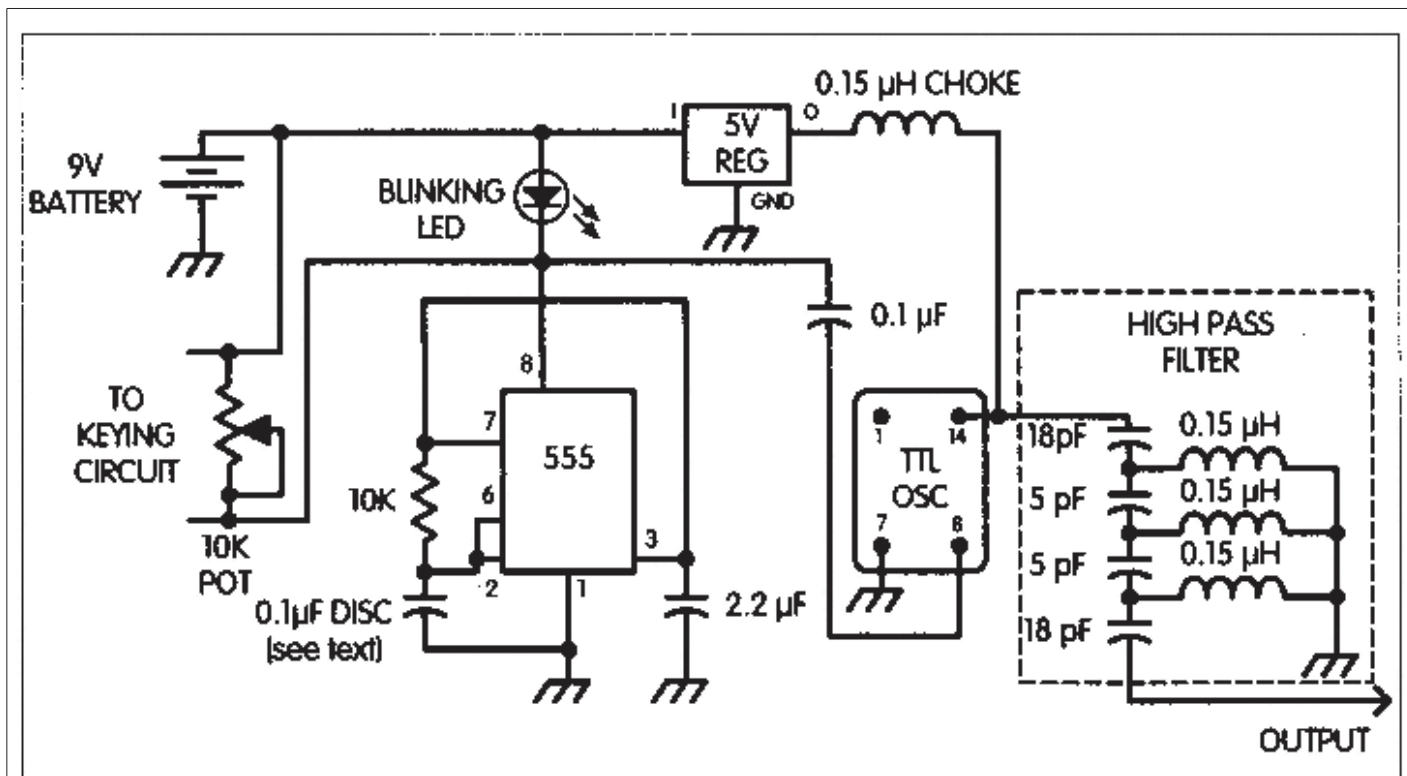 0.15 µH CHOKE
I
5V
REG
O
GND
9V
BATTERY
BLINKING
LED
0.1 µF
HIGH PASS
FILTER
TO
KEYING
CIRCUIT
10K
POT
8
7
6
2
1
3
555
10K
0.1µF DISC
(see text)
2.2 µF
1
14
TTL
OSC
7
8
18pF
0.15 µH
5 pF
0.15 µH
5 pF
0.15 µH
18 pF
OUTPUT